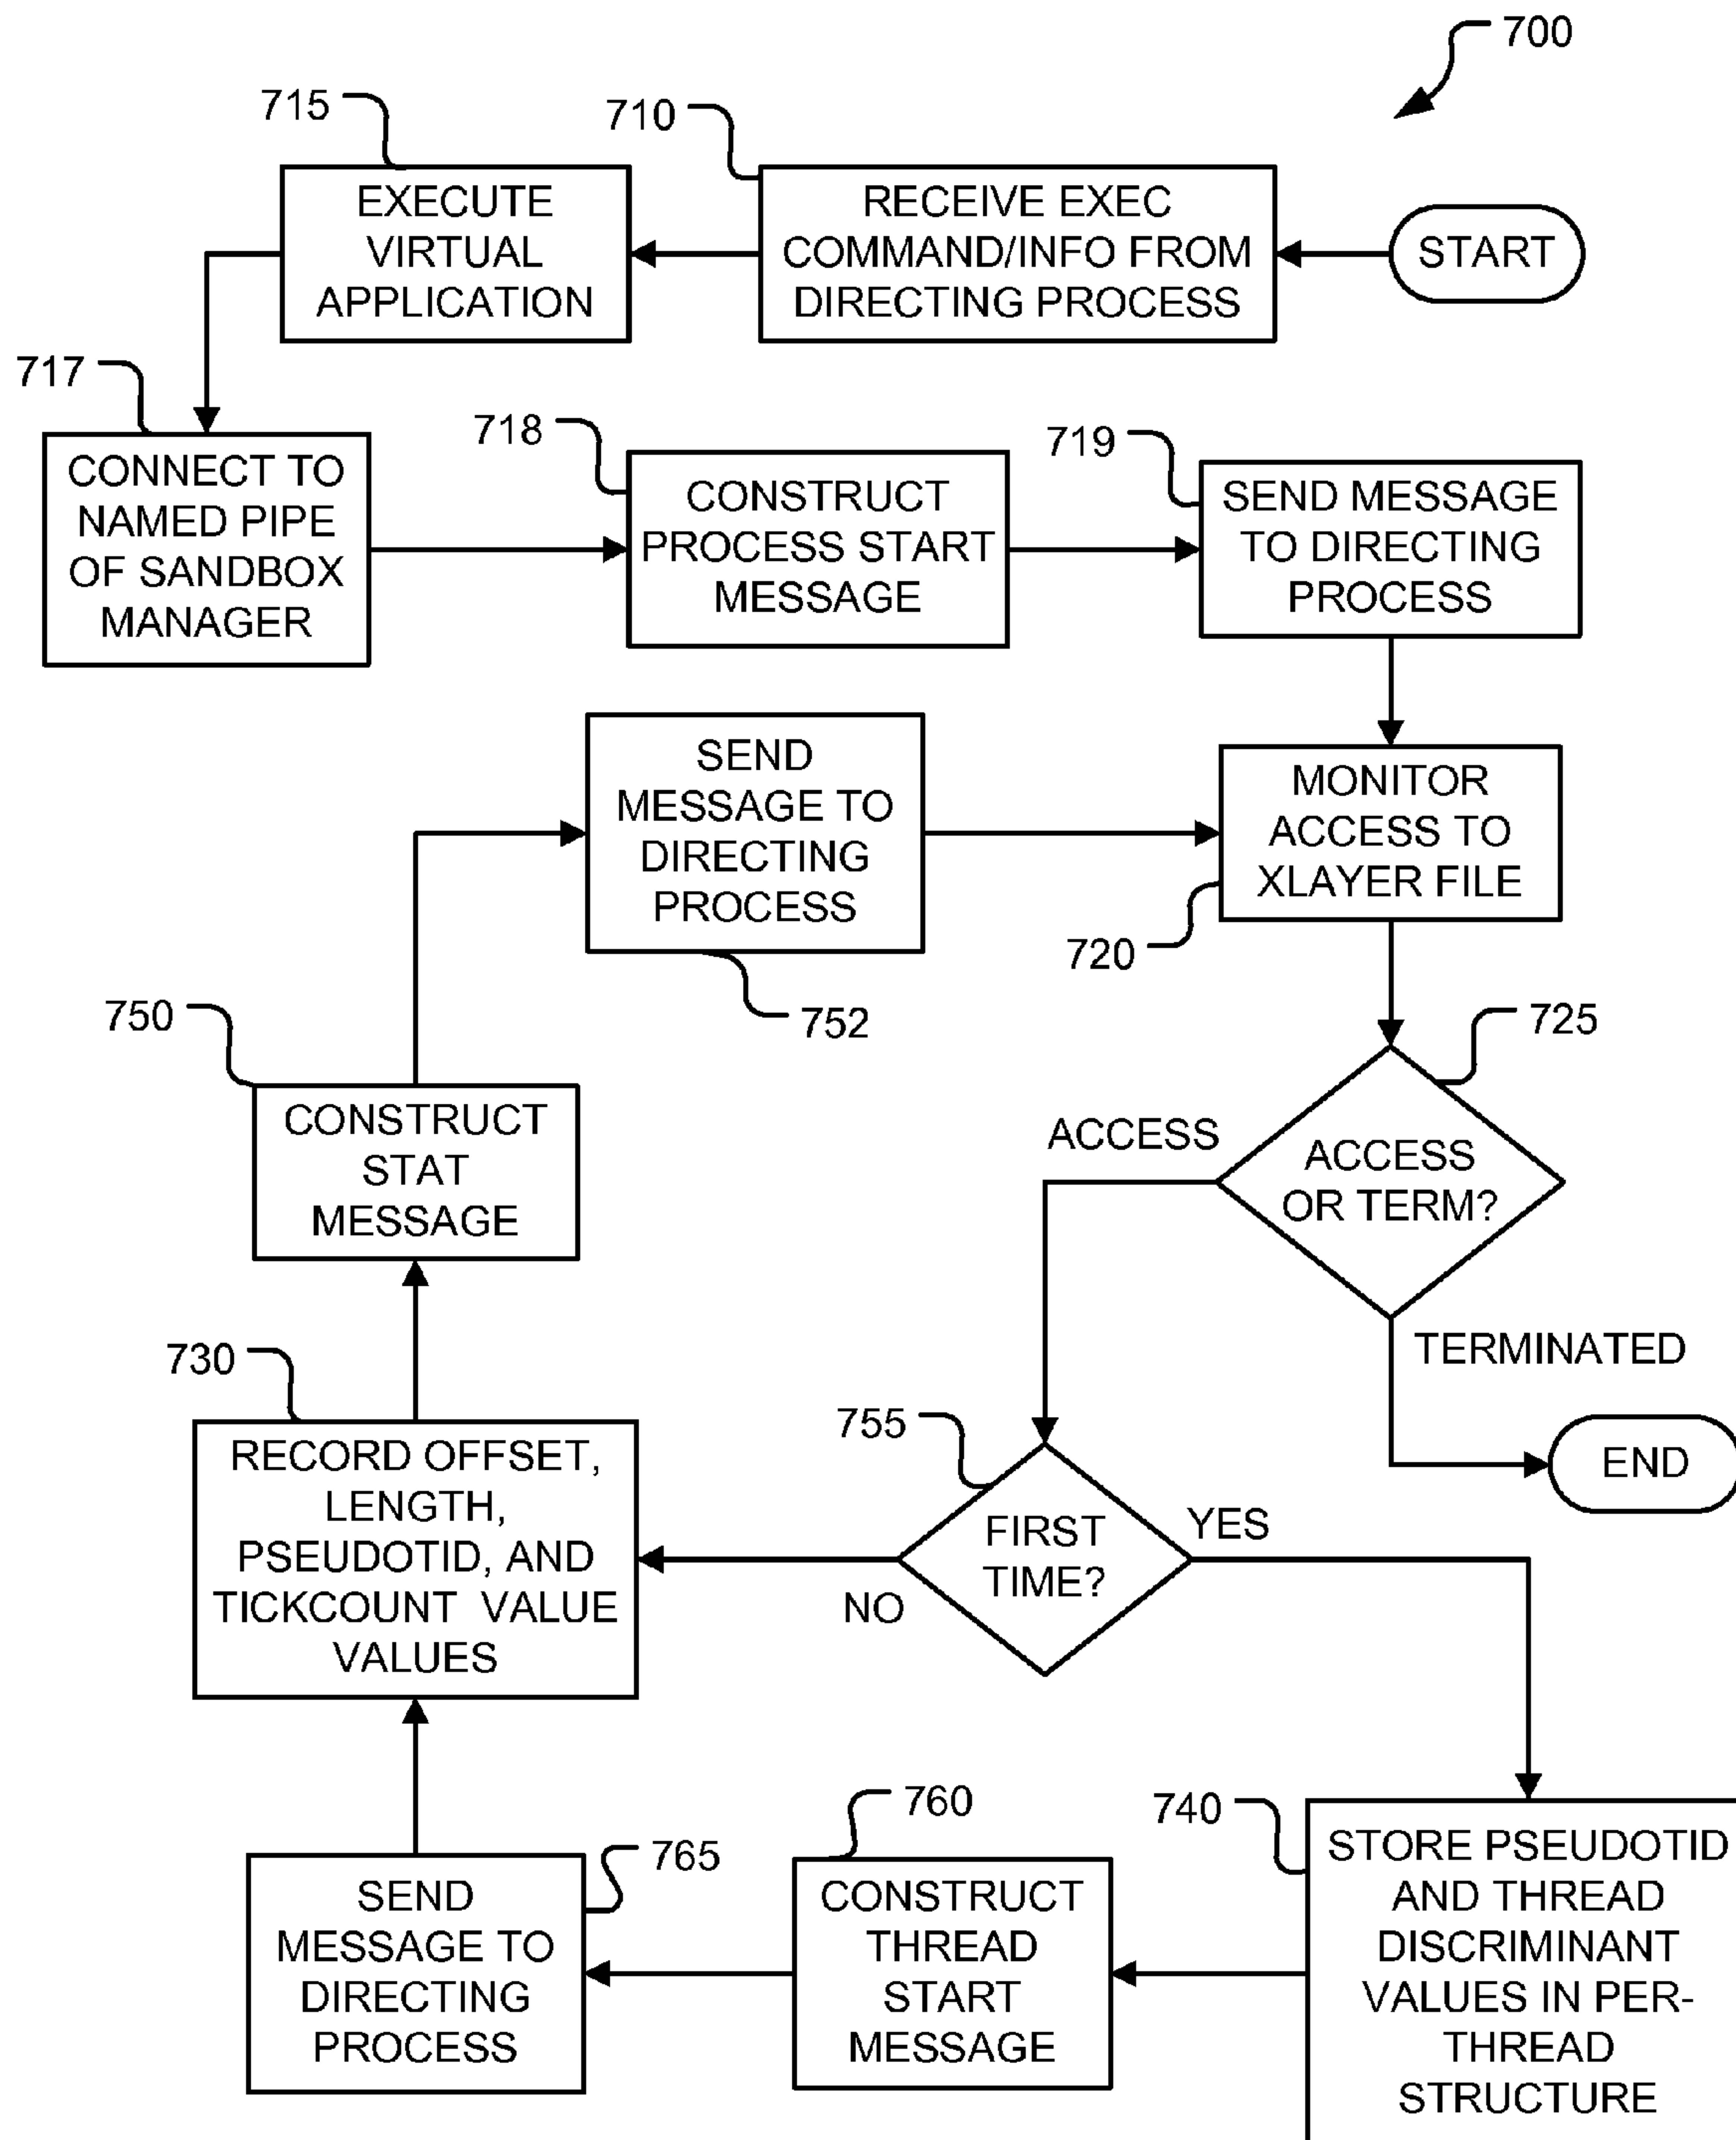 700
715
710
EXECUTE
VIRTUAL
APPLICATION
RECEIVE EXEC
COMMAND/INFO FROM
DIRECTING PROCESS
START
717
718
719
CONNECT TO
NAMED PIPE
OF SANDBOX
MANAGER
CONSTRUCT
PROCESS START
MESSAGE
SEND MESSAGE
TO DIRECTING
PROCESS
SEND
MESSAGE TO
DIRECTING
PROCESS
MONITOR
ACCESS TO
XLAYER FILE
720
752
750
725
CONSTRUCT
STAT
MESSAGE
ACCESS
ACCESS
OR TERM?
TERMINATED
730
755
END
RECORD OFFSET,
LENGTH,
PSEUDOTID, AND
TICKCOUNT VALUE
VALUES
FIRST
TIME?
YES
NO
765
760
740
SEND
MESSAGE TO
DIRECTING
PROCESS
CONSTRUCT
THREAD
START
MESSAGE
STORE PSEUDOTID
AND THREAD
DISCRIMINANT
VALUES IN PER-
THREAD
STRUCTURE